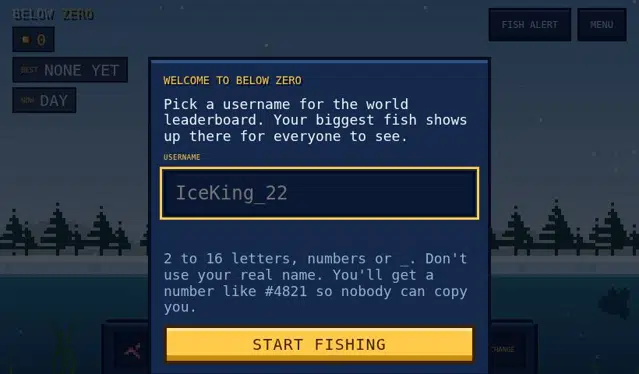 BELOW ZERO
0
BEST NONE YET
NOW DAY
FISH ALERT
MENU
WELCOME TO BELOW ZERO
Pick a username for the world
leaderboard. Your biggest fish shows
up there for everyone to see.
USERNAME
IceKing_22
2 to 16 letters, numbers or _. Don't
use your real name. You'll get a
number like #4821 so nobody can copy
you.
START FISHING
CHANGE